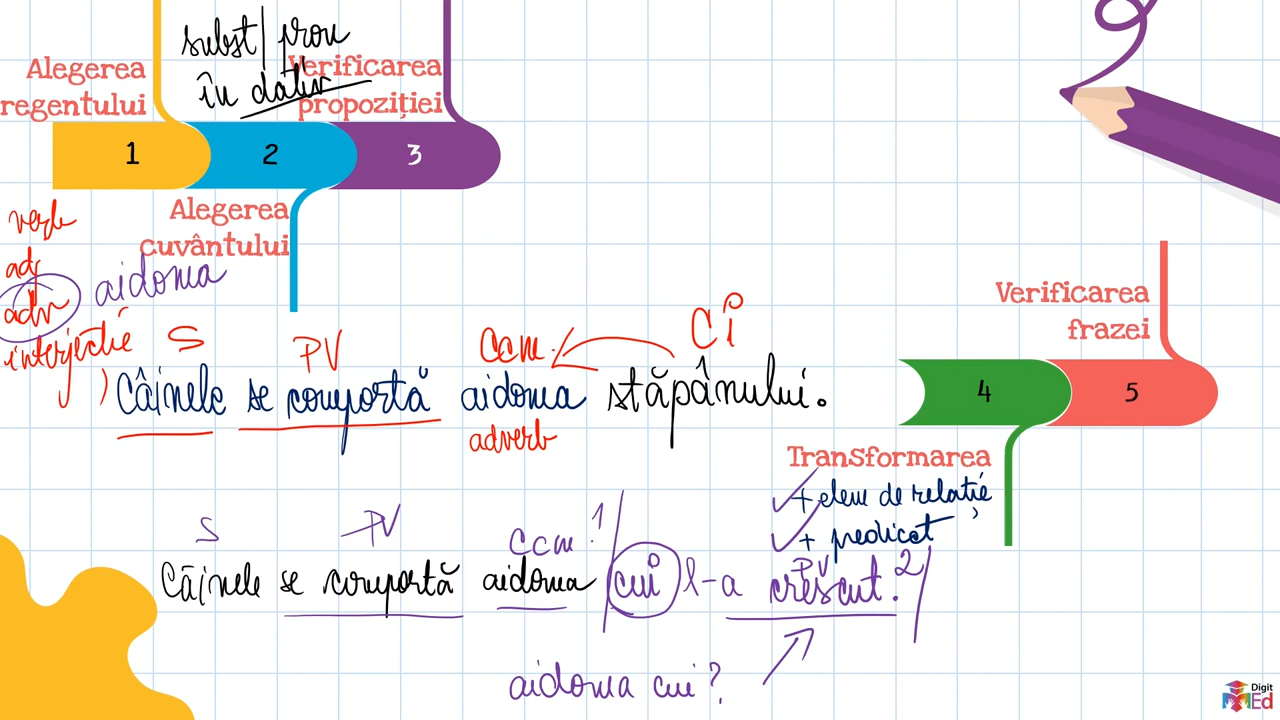 subst/pron
în dativ
Alegerea
regentului
Verificarea
propoziției
1
2
3
Alegerea
cuvântului
verb
adj
adv
interjecție
aidoma
S
PV
Ccm.
Ci
Câinele se comportă aidoma stăpânului.
adverb
Verificarea
frazei
4
5
Transformarea
+ elem de relație
+ predicat
S
PV
Ccm.
1/
PV
2/
Câinele se comportă aidoma cui l-a crescut.
aidoma cui?
Digit
Ed